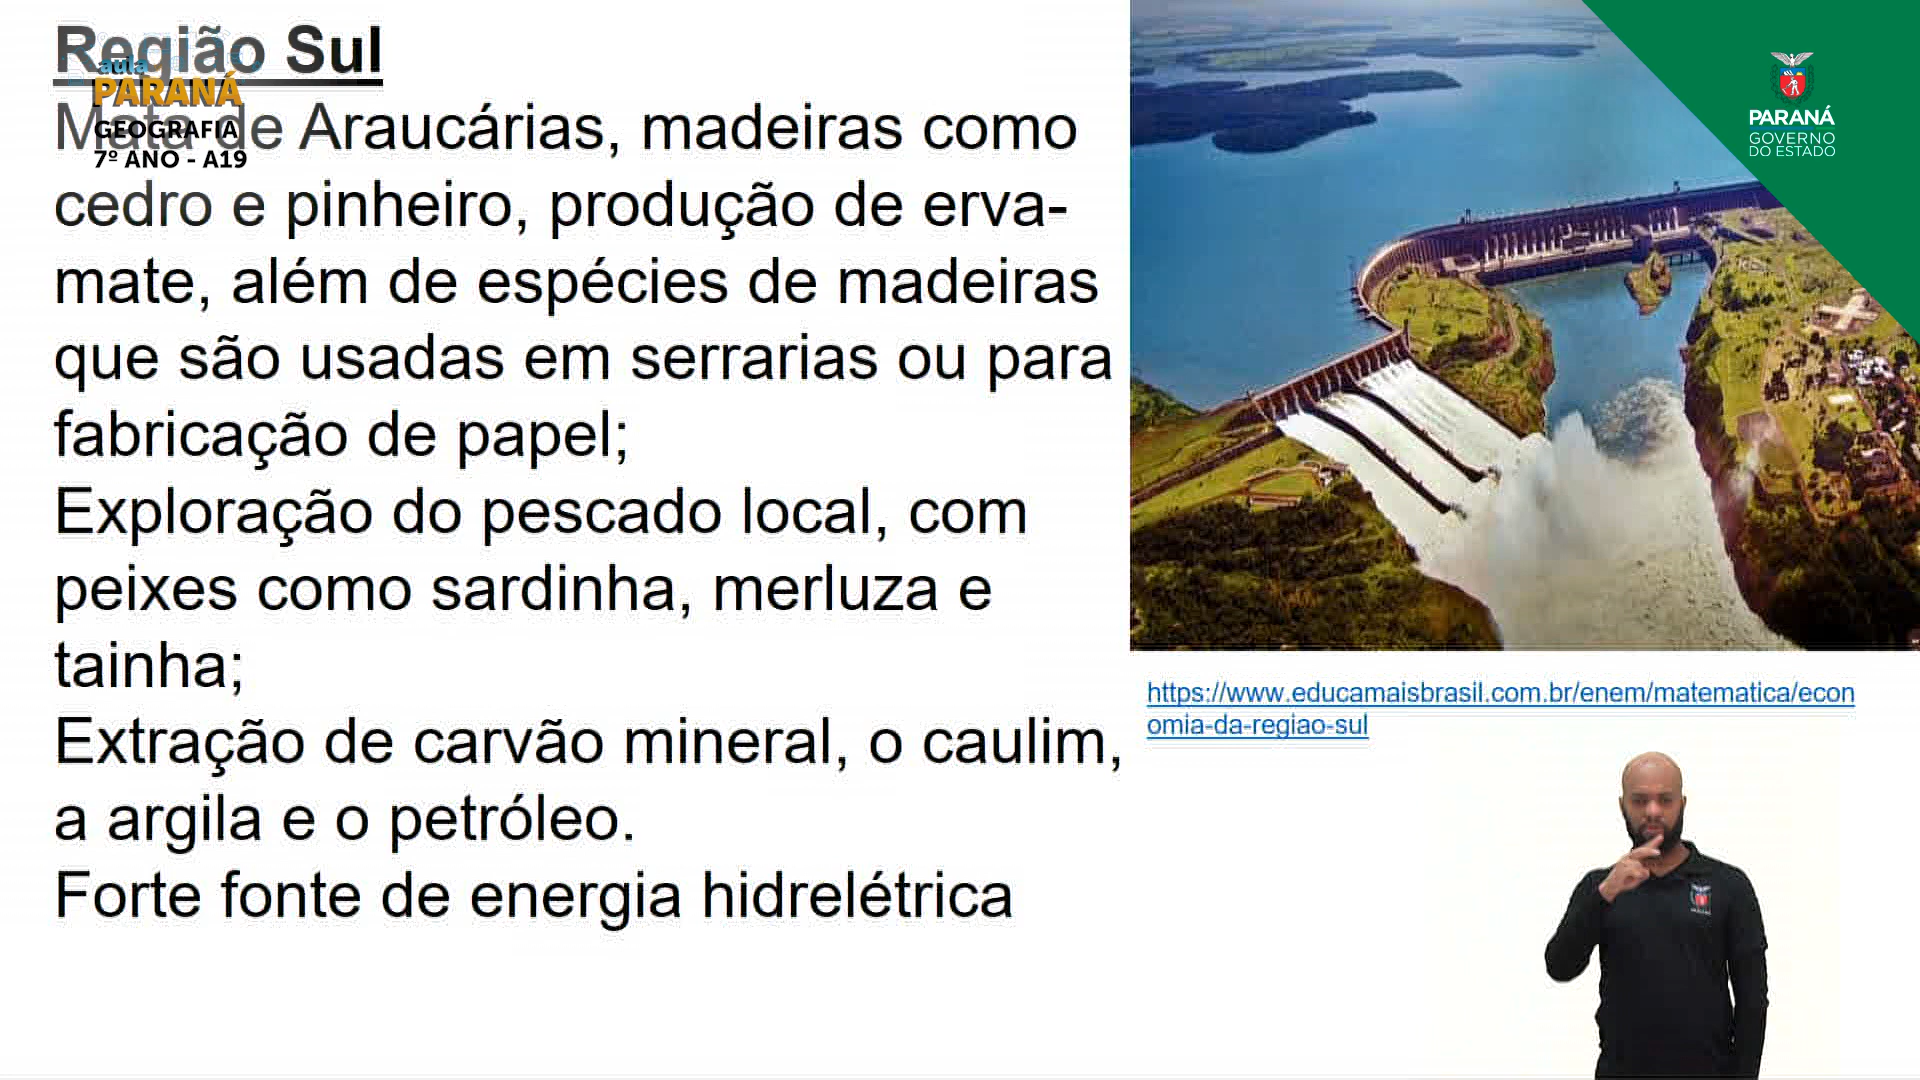 Região Sul
aula
PARANÁ
GEOGRAFIA
7º ANO - A19
Mata de Araucárias, madeiras como
cedro e pinheiro, produção de erva-
mate, além de espécies de madeiras
que são usadas em serrarias ou para
fabricação de papel;
Exploração do pescado local, com
peixes como sardinha, merluza e
tainha;
Extração de carvão mineral, o caulim,
a argila e o petróleo.
Forte fonte de energia hidrelétrica
PARANÁ
GOVERNO
DO ESTADO
https://www.educamaisbrasil.com.br/enem/matematica/econ
omia-da-regiao-sul